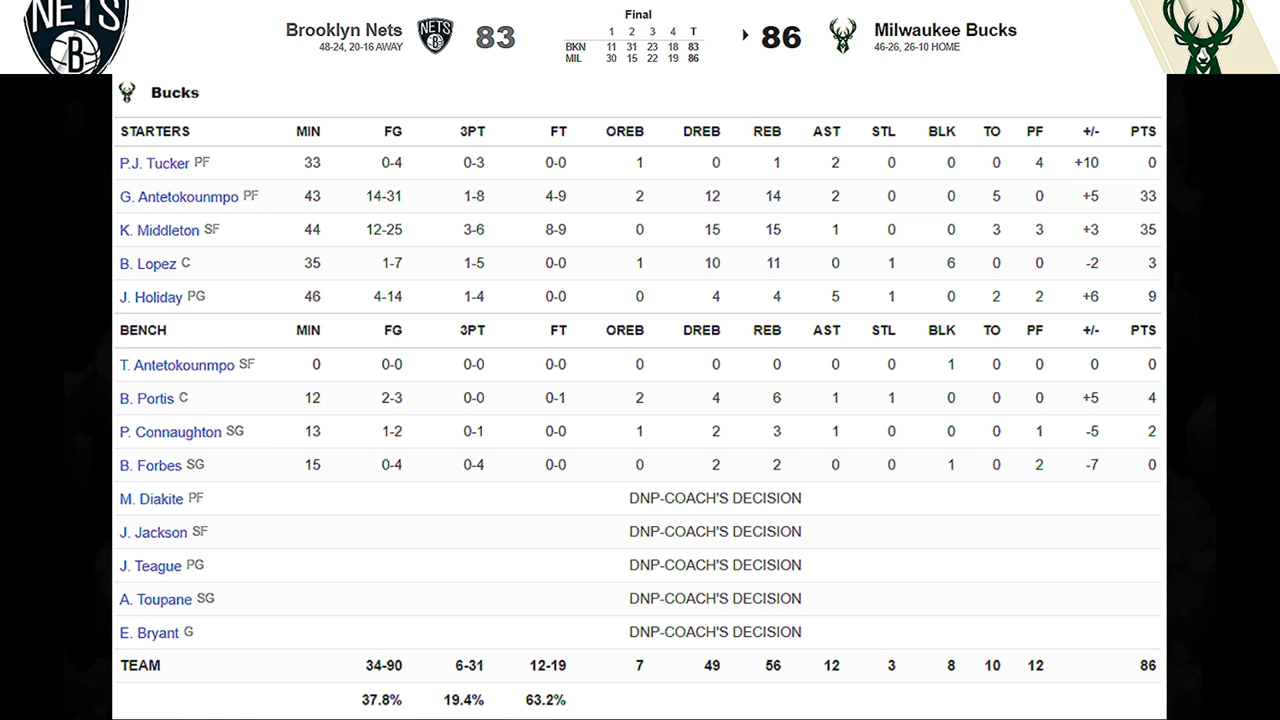 NETS
B
Brooklyn Nets
48-24, 20-16 AWAY
NETS
B
83
Final
1 2 3 4 T
BKN 11 31 23 18 83
MIL 30 15 22 19 86
86
Milwaukee Bucks
46-26, 26-10 HOME
Bucks
STARTERS MIN FG 3PT FT OREB DREB REB AST STL BLK TO PF +/- PTS
P.J. Tucker PF 33 0-4 0-3 0-0 1 0 1 2 0 0 0 4 +10 0
G. Antetokounmpo PF 43 14-31 1-8 4-9 2 12 14 2 0 0 5 0 +5 33
K. Middleton SF 44 12-25 3-6 8-9 0 15 15 1 0 0 3 3 +3 35
B. Lopez C 35 1-7 1-5 0-0 1 10 11 0 1 6 0 0 -2 3
J. Holiday PG 46 4-14 1-4 0-0 0 4 4 5 1 0 2 2 +6 9
BENCH MIN FG 3PT FT OREB DREB REB AST STL BLK TO PF +/- PTS
T. Antetokounmpo SF 0 0-0 0-0 0-0 0 0 0 0 0 1 0 0 0 0
B. Portis C 12 2-3 0-0 0-1 2 4 6 1 1 0 0 0 +5 4
P. Connaughton SG 13 1-2 0-1 0-0 1 2 3 1 0 0 0 1 -5 2
B. Forbes SG 15 0-4 0-4 0-0 0 2 2 0 0 1 0 2 -7 0
M. Diakite PF DNP-COACH'S DECISION
J. Jackson SF DNP-COACH'S DECISION
J. Teague PG DNP-COACH'S DECISION
A. Toupane SG DNP-COACH'S DECISION
E. Bryant G DNP-COACH'S DECISION
TEAM 34-90 6-31 12-19 7 49 56 12 3 8 10 12 86
37.8% 19.4% 63.2%